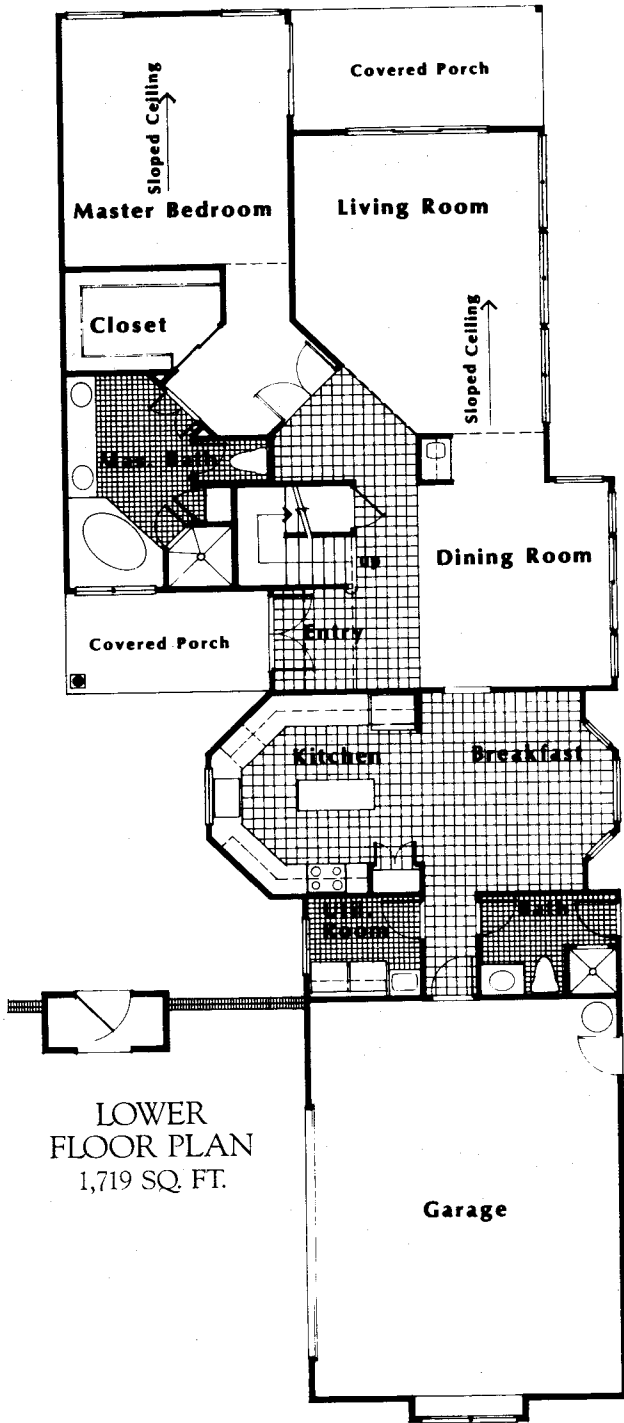 Covered Porch
Sloped Ceiling
Master Bedroom
Living Room
Closet
Sloped Ceiling
Mas. Bath
Dining Room
up
Entry
Covered Porch
Kitchen
Breakfast
Util.
Room
Bath
LOWER
FLOOR PLAN
1,719 SQ. FT.
Garage